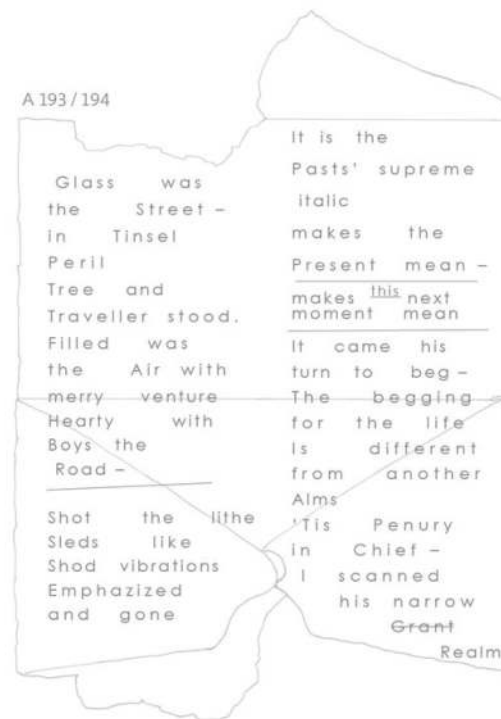 A 193 / 194
Glass was
the Street –
in Tinsel
Peril
Tree and
Traveller stood.
Filled was
the Air with
merry venture
Hearty with
Boys the
Road –
Shot the lithe
Sleds like
Shod vibrations
Emphazized
and gone
It is the
Pasts' supreme
italic
makes the
Present mean –
makes this next
moment mean
It came his
turn to beg –
The begging
for the life
Is different
from another
Alms
'Tis Penury
in Chief –
I scanned
his narrow
Grant
Realm